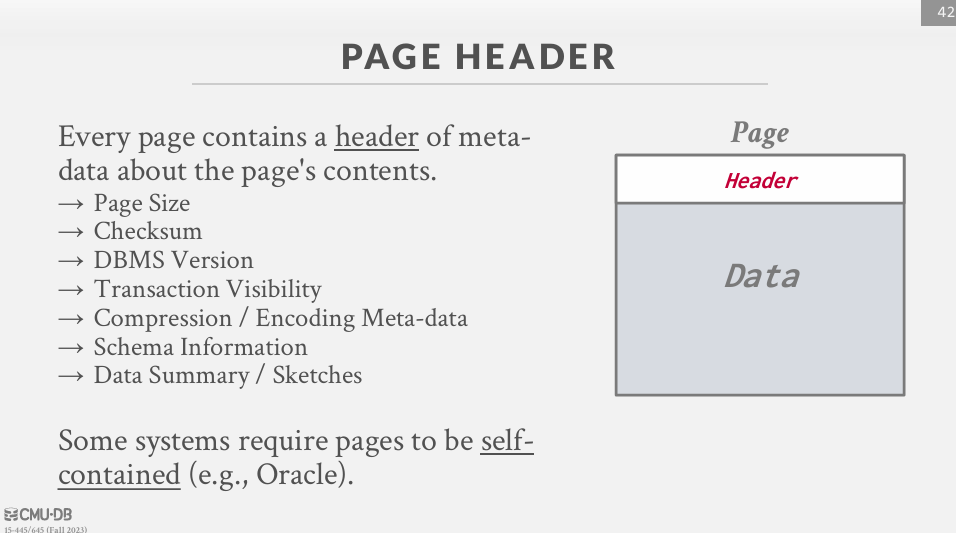 42
PAGE HEADER
Every page contains a header of meta-
data about the page's contents.
→ Page Size
→ Checksum
→ DBMS Version
→ Transaction Visibility
→ Compression / Encoding Meta-data
→ Schema Information
→ Data Summary / Sketches
Some systems require pages to be self-
contained (e.g., Oracle).
Page
Header
Data
CMU·DB
15-445/645 (Fall 2023)